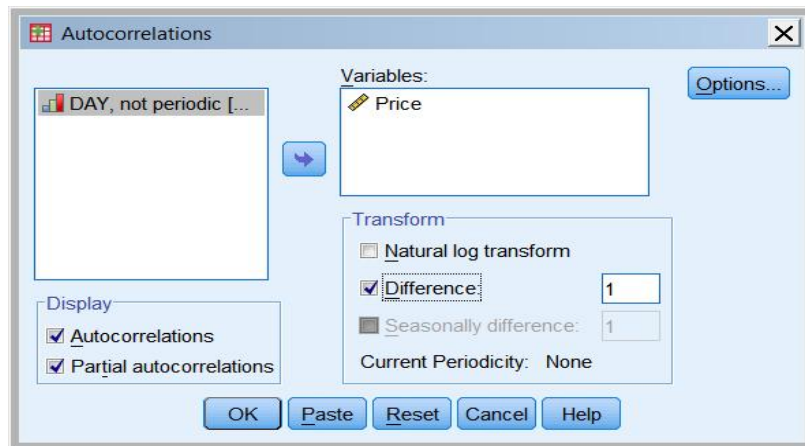 Autocorrelations
DAY, not periodic [...
Variables:
Price
Options...
Transform
Natural log transform
Difference: 1
Seasonally difference: 1
Current Periodicity: None
Display
Autocorrelations
Partial autocorrelations
OK Paste Reset Cancel Help